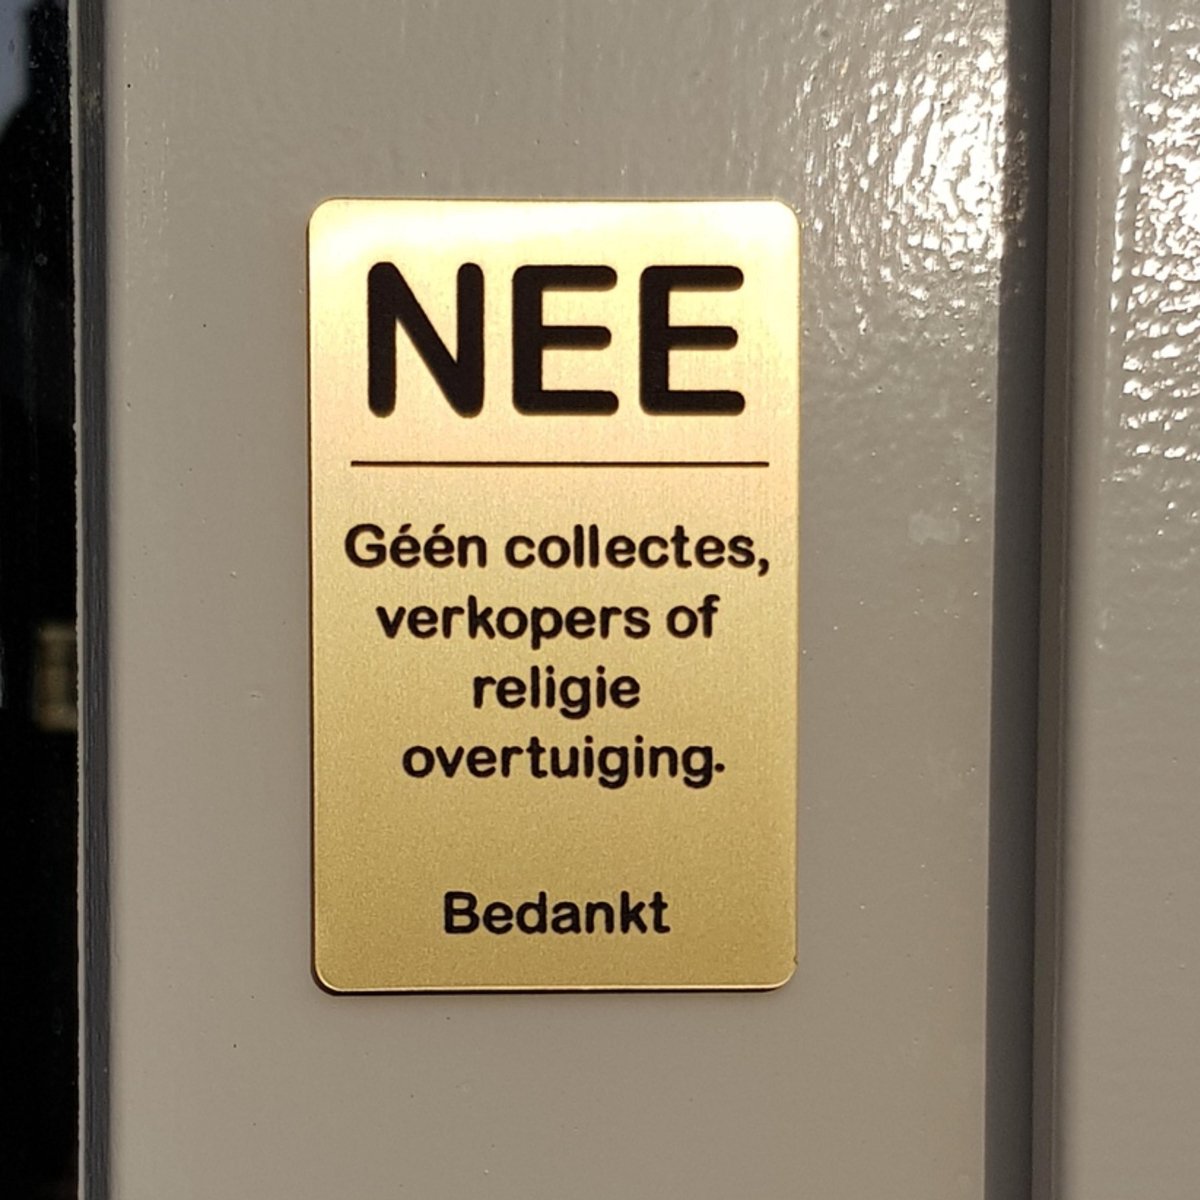 NEE
Géén collectes,
verkopers of
religie
overtuiging.
Bedankt